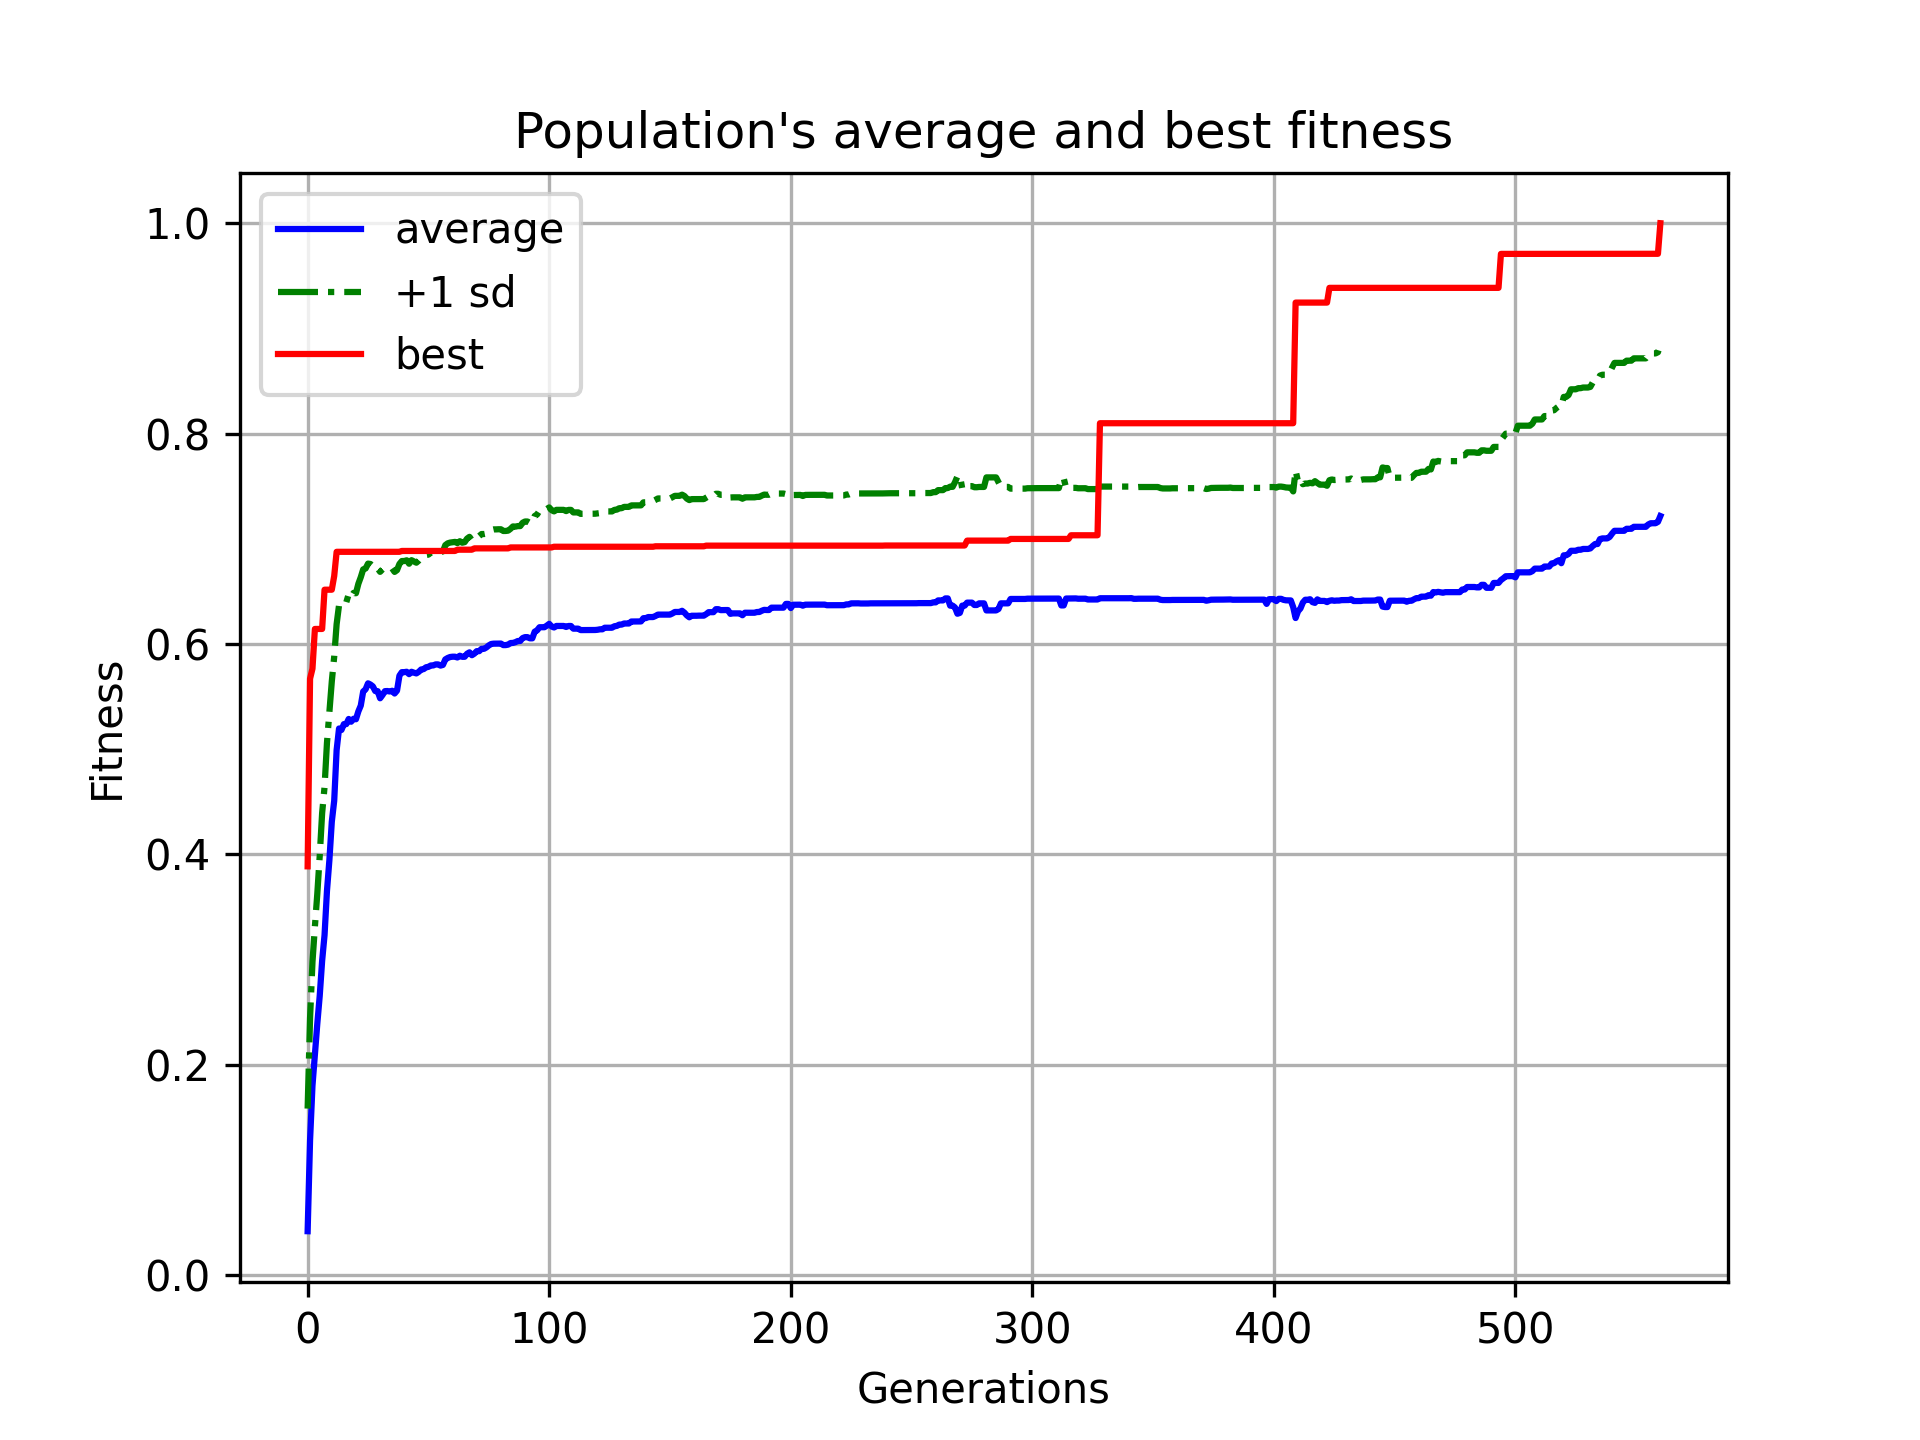 Population's average and best fitness
average
+1 sd
best
1.0
0.8
0.6
0.4
0.2
0.0
Fitness
0 100 200 300 400 500
Generations